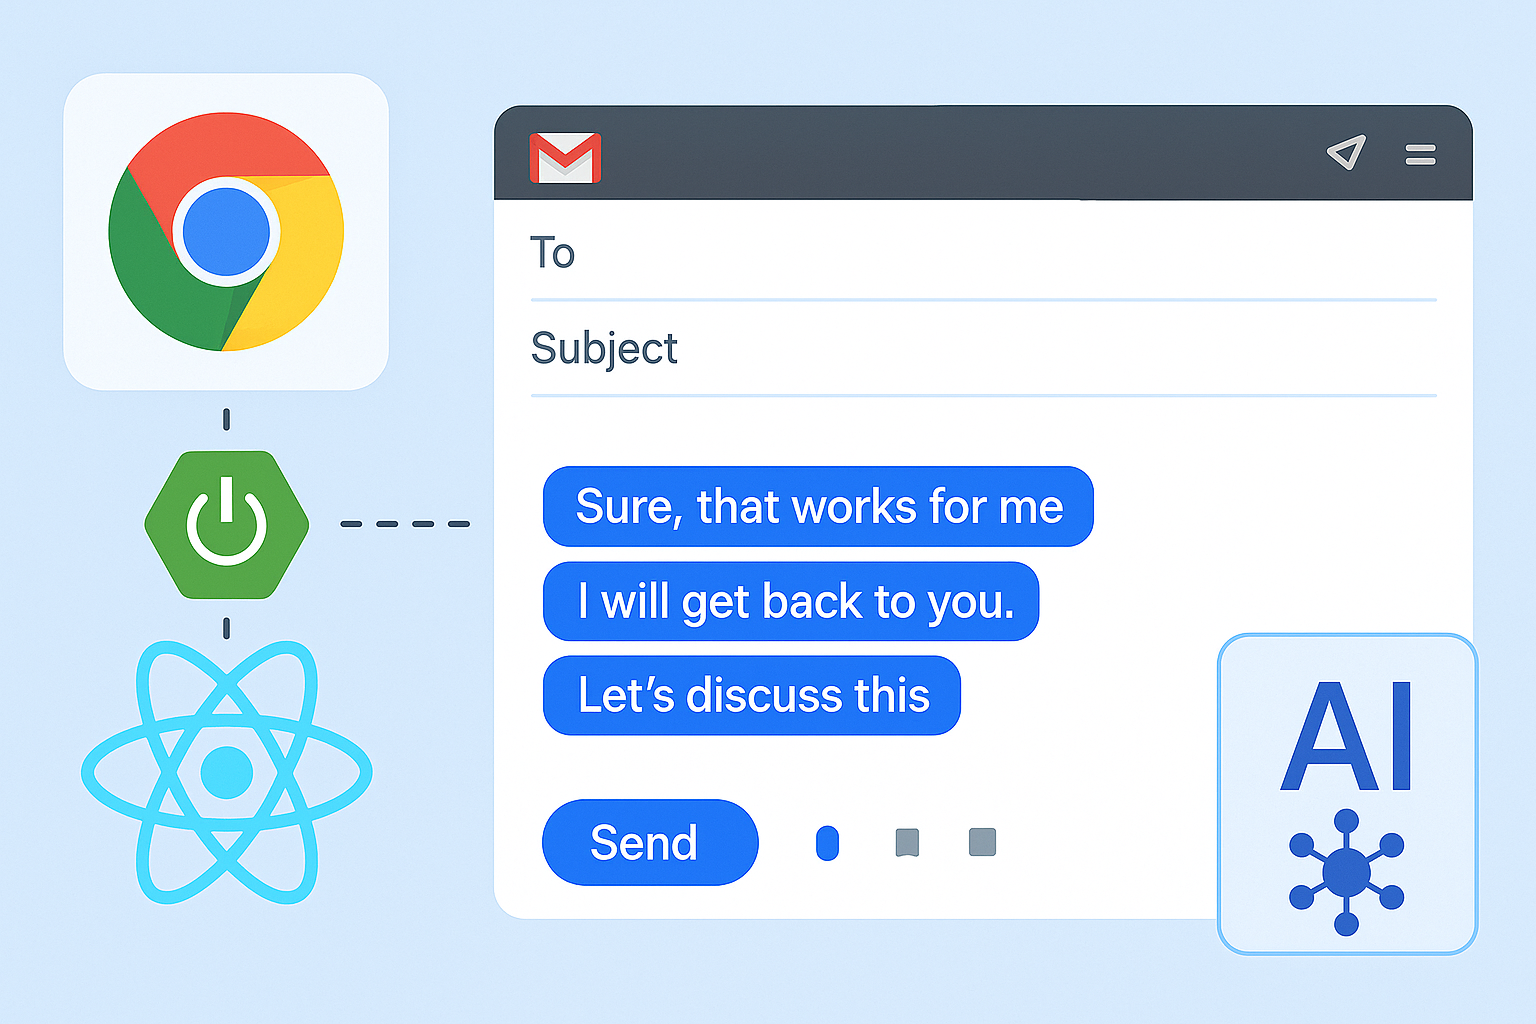 To
Subject
Sure, that works for me
I will get back to you.
Let’s discuss this
Send
AI